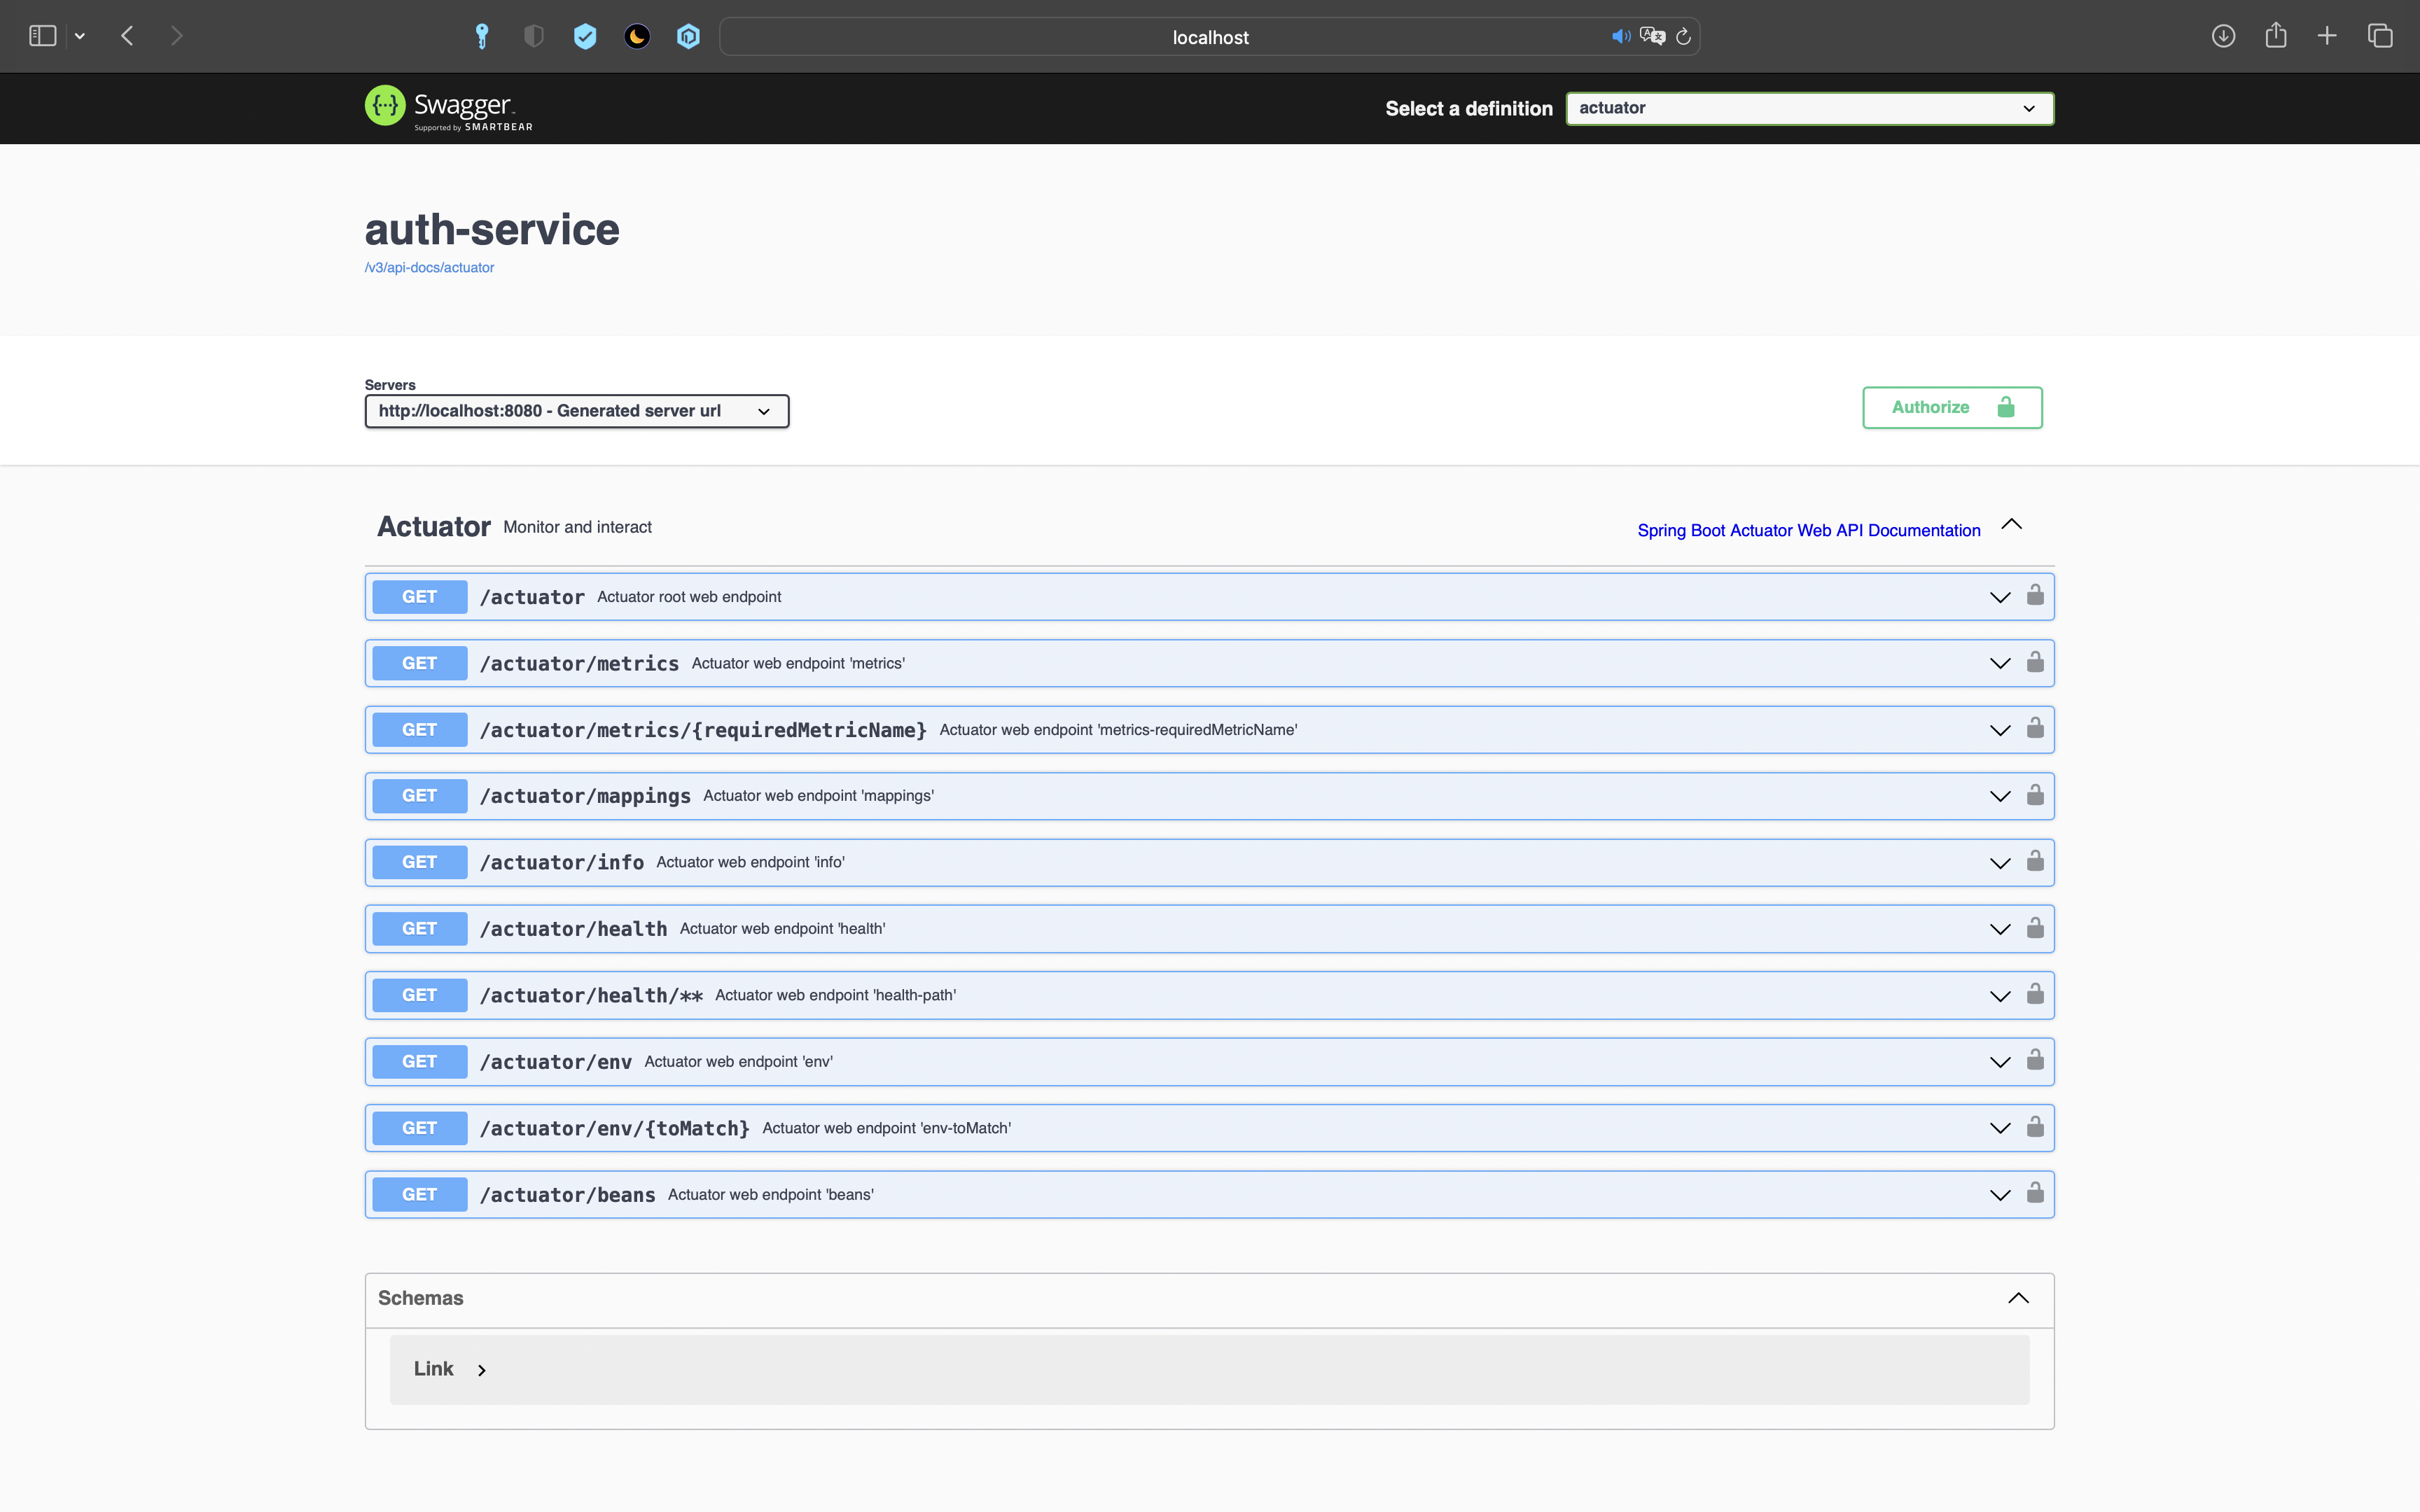 localhost
Swagger
Supported by SMARTBEAR
Select a definition
actuator
auth-service
/v3/api-docs/actuator
Servers
http://localhost:8080 - Generated server url
Authorize
Actuator Monitor and interact
Spring Boot Actuator Web API Documentation
GET /actuator Actuator root web endpoint
GET /actuator/metrics Actuator web endpoint 'metrics'
GET /actuator/metrics/{requiredMetricName} Actuator web endpoint 'metrics-requiredMetricName'
GET /actuator/mappings Actuator web endpoint 'mappings'
GET /actuator/info Actuator web endpoint 'info'
GET /actuator/health Actuator web endpoint 'health'
GET /actuator/health/** Actuator web endpoint 'health-path'
GET /actuator/env Actuator web endpoint 'env'
GET /actuator/env/{toMatch} Actuator web endpoint 'env-toMatch'
GET /actuator/beans Actuator web endpoint 'beans'
Schemas
Link